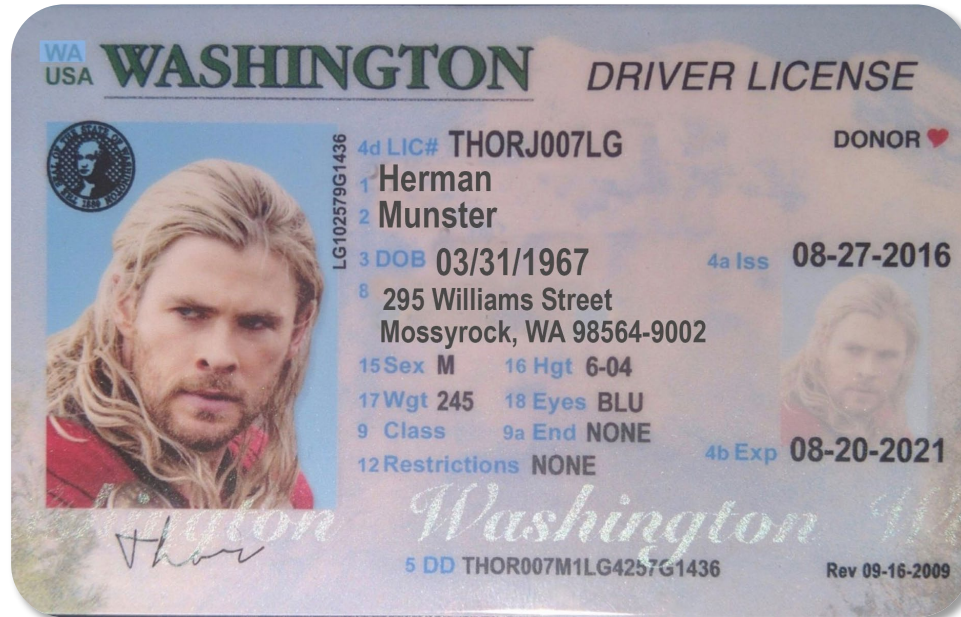 WA
USA
WASHINGTON
DRIVER LICENSE
4d LIC# THORJ007LG
DONOR
1 Herman
2 Munster
LG102579G1436
3 DOB 03/31/1967
4a Iss 08-27-2016
8 295 Williams Street
Mossyrock, WA 98564-9002
15 Sex M 16 Hgt 6-04
17 Wgt 245 18 Eyes BLU
9 Class 9a End NONE
4b Exp 08-20-2021
12 Restrictions NONE
Washington
Thor
5 DD THOR007M1LG4257G1436
Rev 09-16-2009